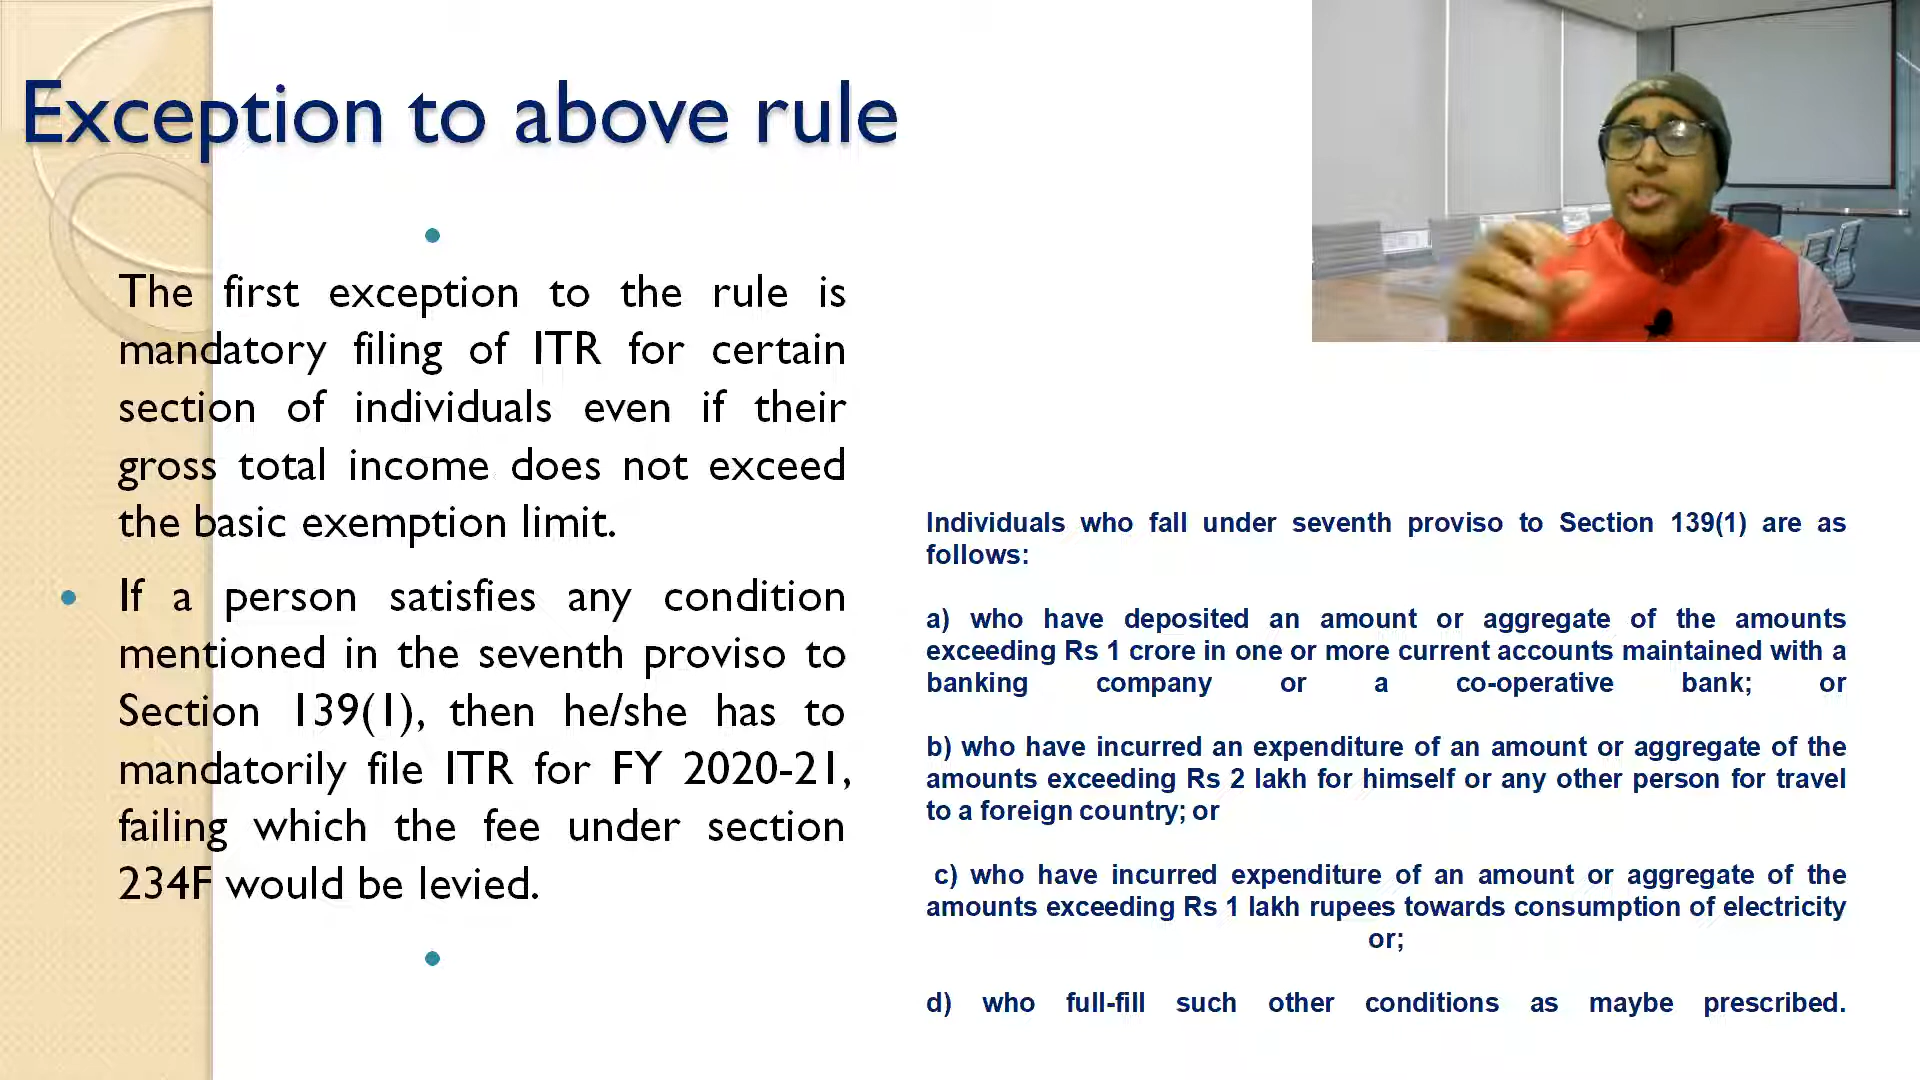 Exception to above rule
The first exception to the rule is
mandatory filing of ITR for certain
section of individuals even if their
gross total income does not exceed
the basic exemption limit.
If a person satisfies any condition
mentioned in the seventh proviso to
Section 139(1), then he/she has to
mandatorily file ITR for FY 2020-21,
failing which the fee under section
234F would be levied.
Individuals who fall under seventh proviso to Section 139(1) are as
follows:
a) who have deposited an amount or aggregate of the amounts
exceeding Rs 1 crore in one or more current accounts maintained with a
banking company or a co-operative bank; or
b) who have incurred an expenditure of an amount or aggregate of the
amounts exceeding Rs 2 lakh for himself or any other person for travel
to a foreign country; or
c) who have incurred expenditure of an amount or aggregate of the
amounts exceeding Rs 1 lakh rupees towards consumption of electricity
or;
d) who full-fill such other conditions as maybe prescribed.